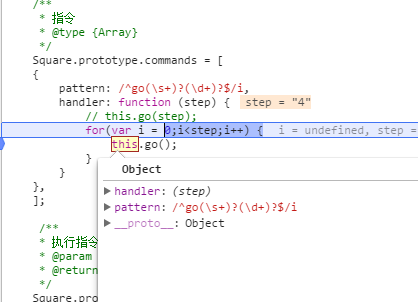 /**
* 指令
* @type {Array}
*/
Square.prototype.commands = [
{
pattern: /^go(\s+)?(\d+)?$/i,
handler: function (step) { step = "4"
// this.go(step);
for(var i = 0;i<step;i++) { i = undefined, step =
this.go();
}
}
},
];
Object
handler: (step)
pattern: /^go(\s+)?(\d+)?$/i
__proto__: Object
/**
* 执行指令
* @param
* @return
*/
Square.pro